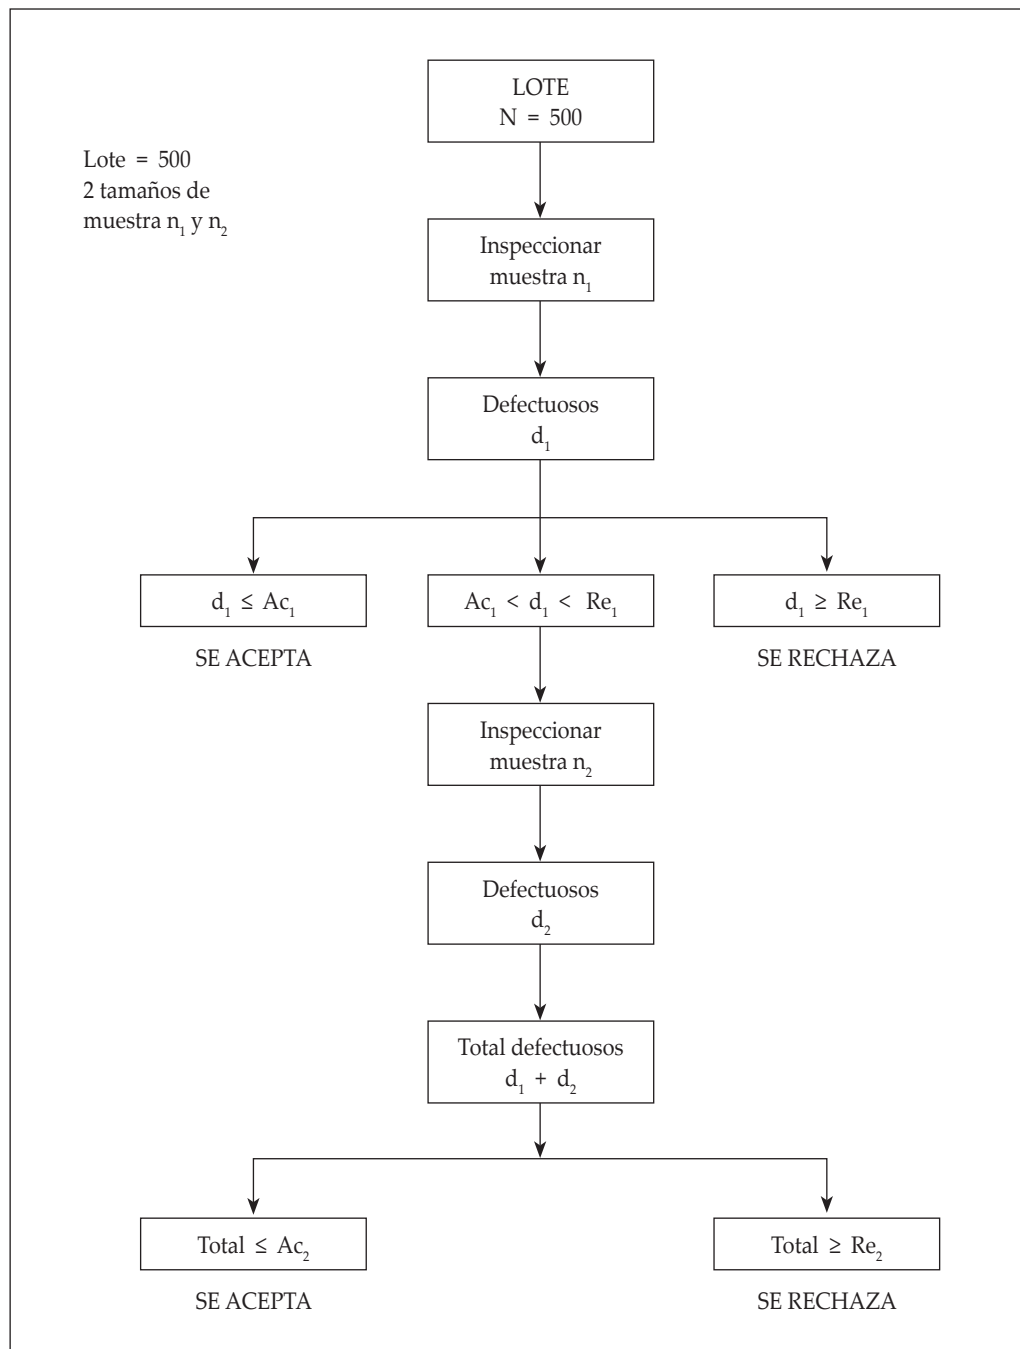 LOTE
N = 500
Lote = 500
2 tamaños de
muestra n₁ y n₂
Inspeccionar
muestra n₁
Defectuosos
d₁
d₁ ≤ Ac₁
Ac₁ < d₁ < Re₁
d₁ ≥ Re₁
SE ACEPTA
SE RECHAZA
Inspeccionar
muestra n₂
Defectuosos
d₂
Total defectuosos
d₁ + d₂
Total ≤ Ac₂
Total ≥ Re₂
SE ACEPTA
SE RECHAZA